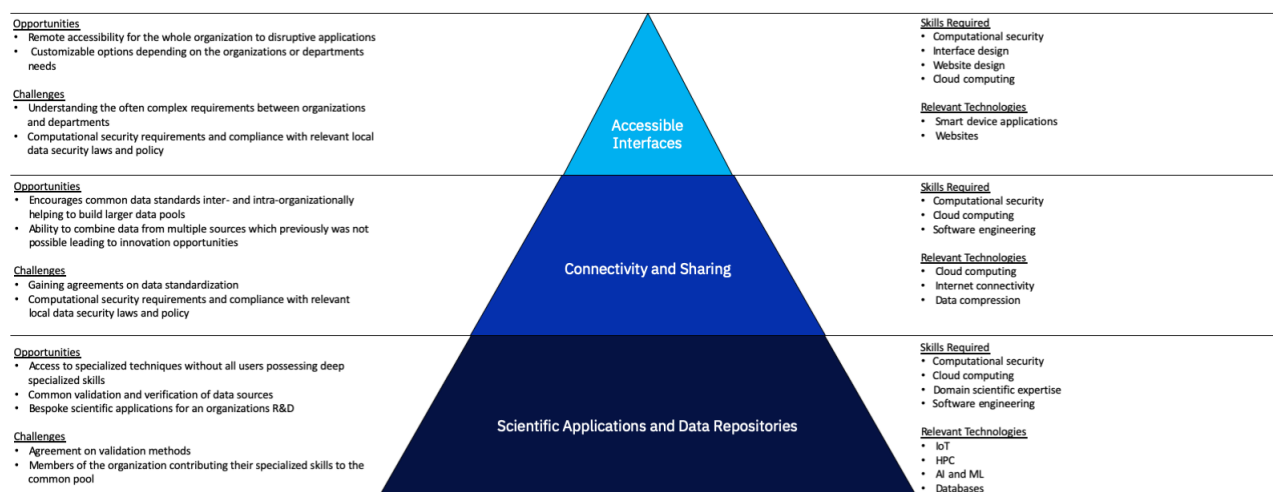 Opportunities
• Remote accessibility for the whole organization to disruptive applications
• Customizable options depending on the organizations or departments
needs
Challenges
• Understanding the often complex requirements between organizations
and departments
• Computational security requirements and compliance with relevant local
data security laws and policy
Accessible
Interfaces
Skills Required
• Computational security
• Interface design
• Website design
• Cloud computing
Relevant Technologies
• Smart device applications
• Websites
Opportunities
• Encourages common data standards inter- and intra-organizationally
helping to build larger data pools
• Ability to combine data from multiple sources which previously was not
possible leading to innovation opportunities
Challenges
• Gaining agreements on data standardization
• Computational security requirements and compliance with relevant
local data security laws and policy
Connectivity and Sharing
Skills Required
• Computational security
• Cloud computing
• Software engineering
Relevant Technologies
• Cloud computing
• Internet connectivity
• Data compression
Opportunities
• Access to specialized techniques without all users possessing deep
specialized skills
• Common validation and verification of data sources
• Bespoke scientific applications for an organizations R&D
Challenges
• Agreement on validation methods
• Members of the organization contributing their specialized skills to the
common pool
Scientific Applications and Data Repositories
Skills Required
• Computational security
• Cloud computing
• Domain scientific expertise
• Software engineering
Relevant Technologies
• IoT
• HPC
• AI and ML
• Databases